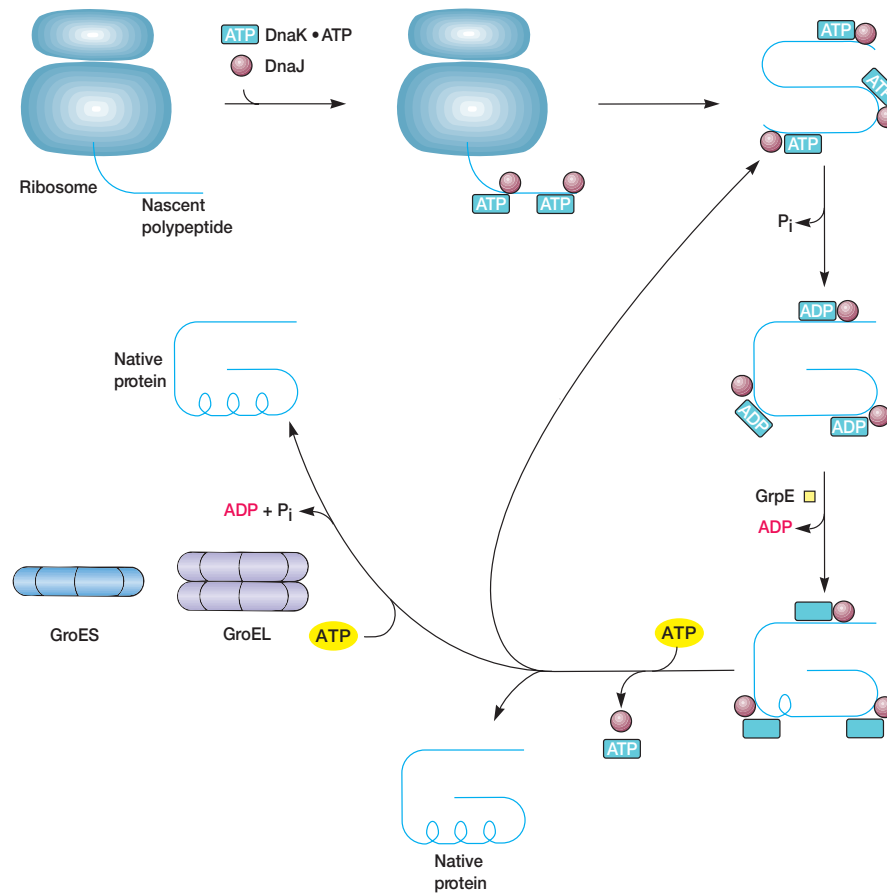 ATP DnaK • ATP
DnaJ
Ribosome
Nascent
polypeptide
ATP
ATP
ATP
ATP
ATP
Pi
ADP
ADP
ADP
GrpE
ADP
Native
protein
ADP + Pi
GroES
GroEL
ATP
ATP
ATP
Native
protein